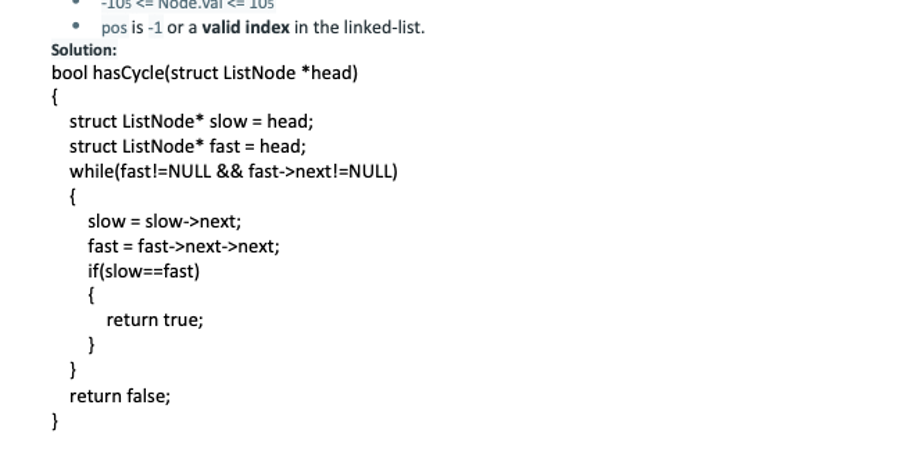 • -105 <= Node.val <= 105
• pos is -1 or a valid index in the linked-list.
Solution:
bool hasCycle(struct ListNode *head)
{
struct ListNode* slow = head;
struct ListNode* fast = head;
while(fast!=NULL && fast->next!=NULL)
{
slow = slow->next;
fast = fast->next->next;
if(slow==fast)
{
return true;
}
}
return false;
}